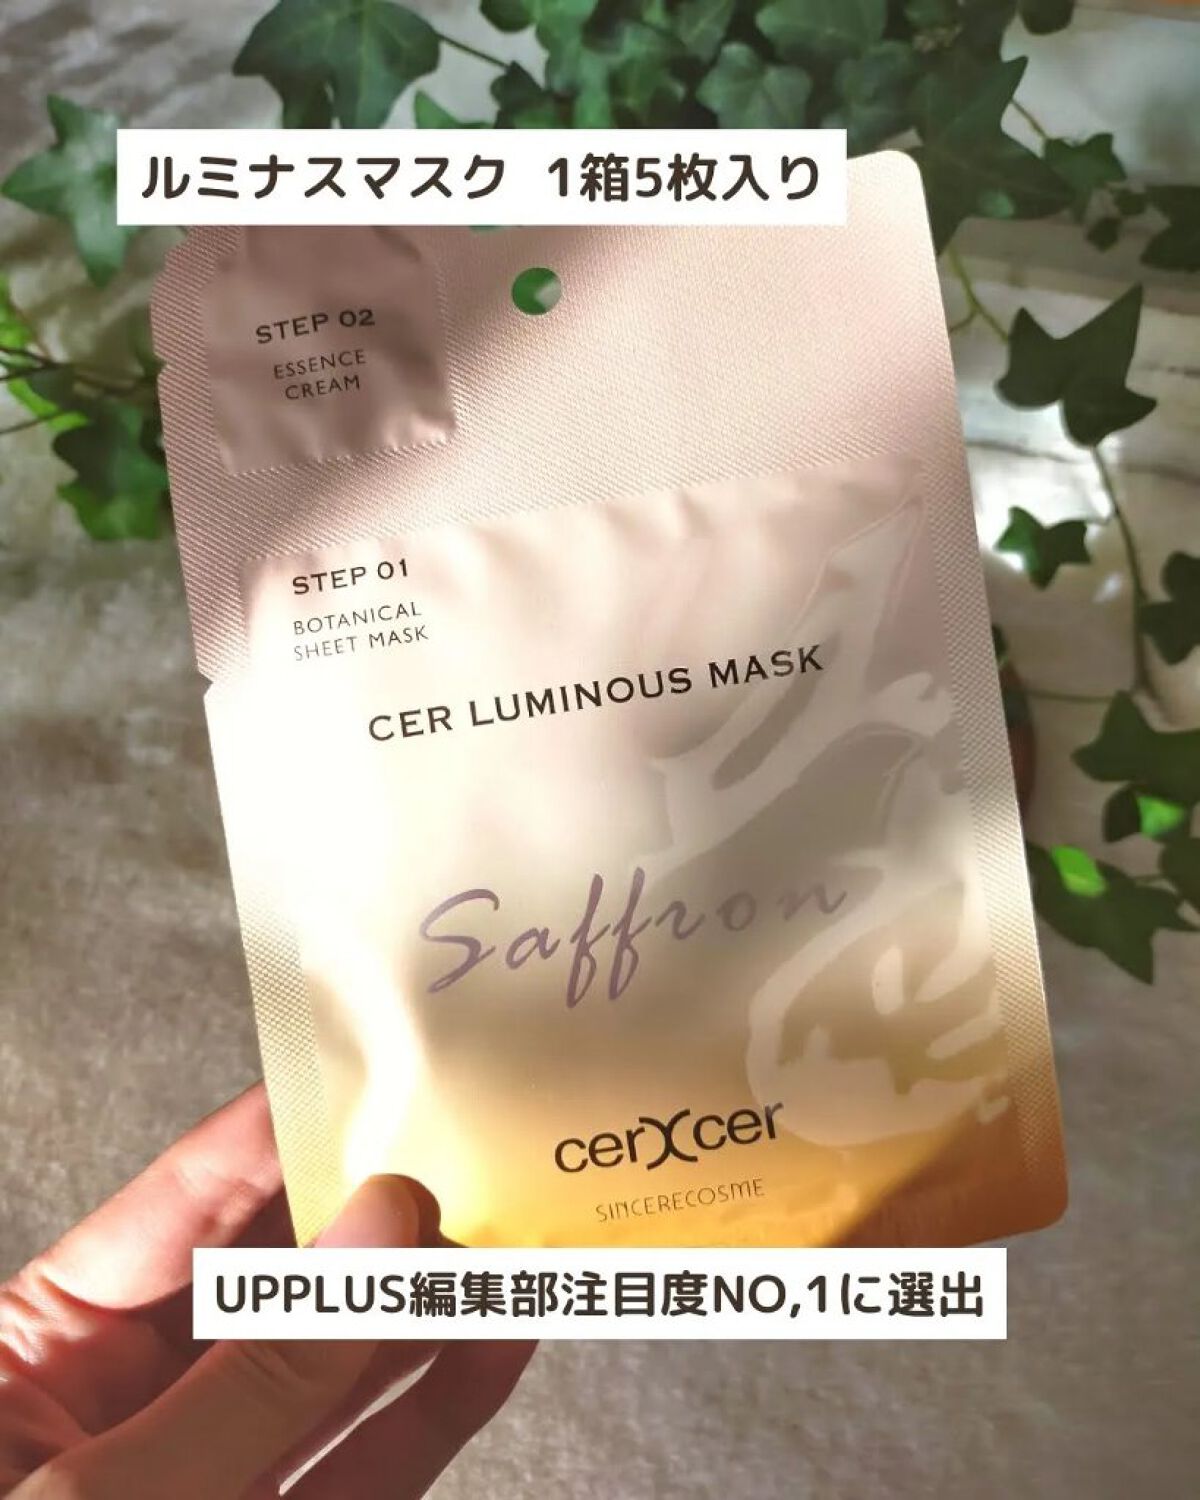 ルミナスマスク 1箱5枚入り
STEP 02
ESSENCE
CREAM
STEP 01
BOTANICAL
SHEET MASK
CER LUMINOUS MASK
Saffron
cerXcer
SINCERECOSME
UPPLUS編集部注目度NO,1に選出